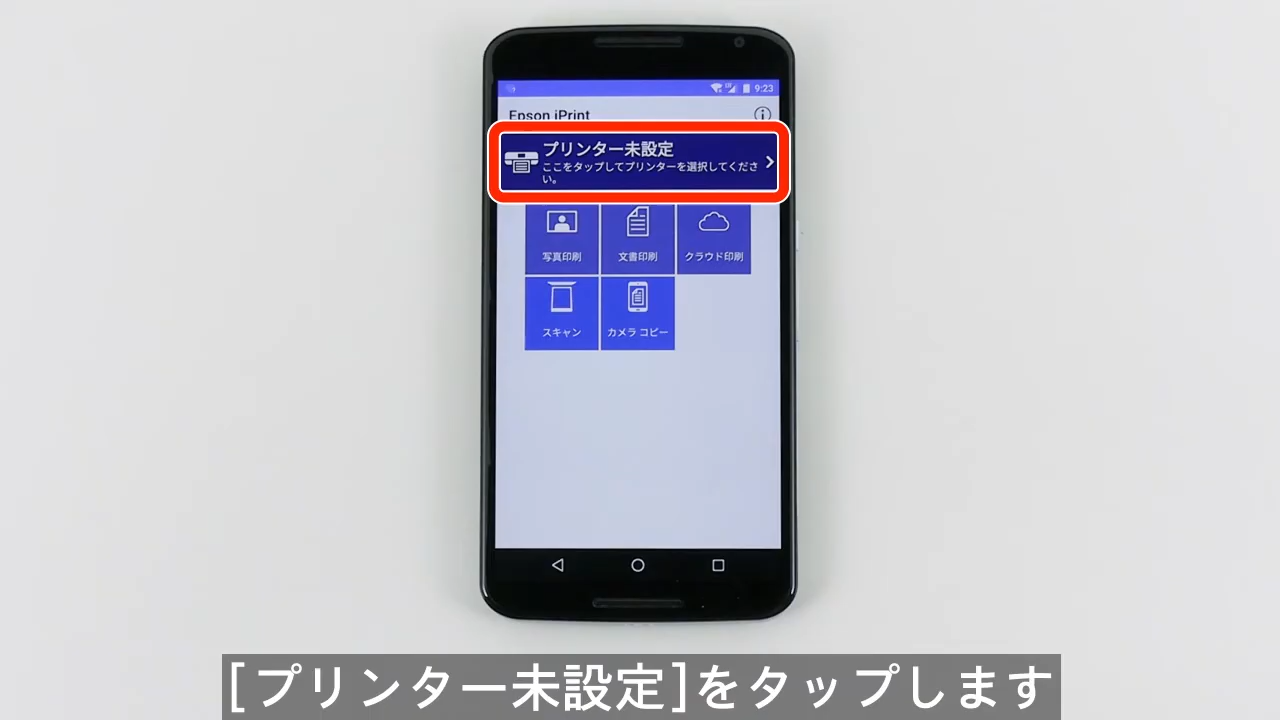 9:23
Epson iPrint
プリンター未設定
ここをタップしてプリンターを選択してくださ
い。
写真印刷
文書印刷
クラウド印刷
スキャン
カメラ コピー
[プリンター未設定]をタップします